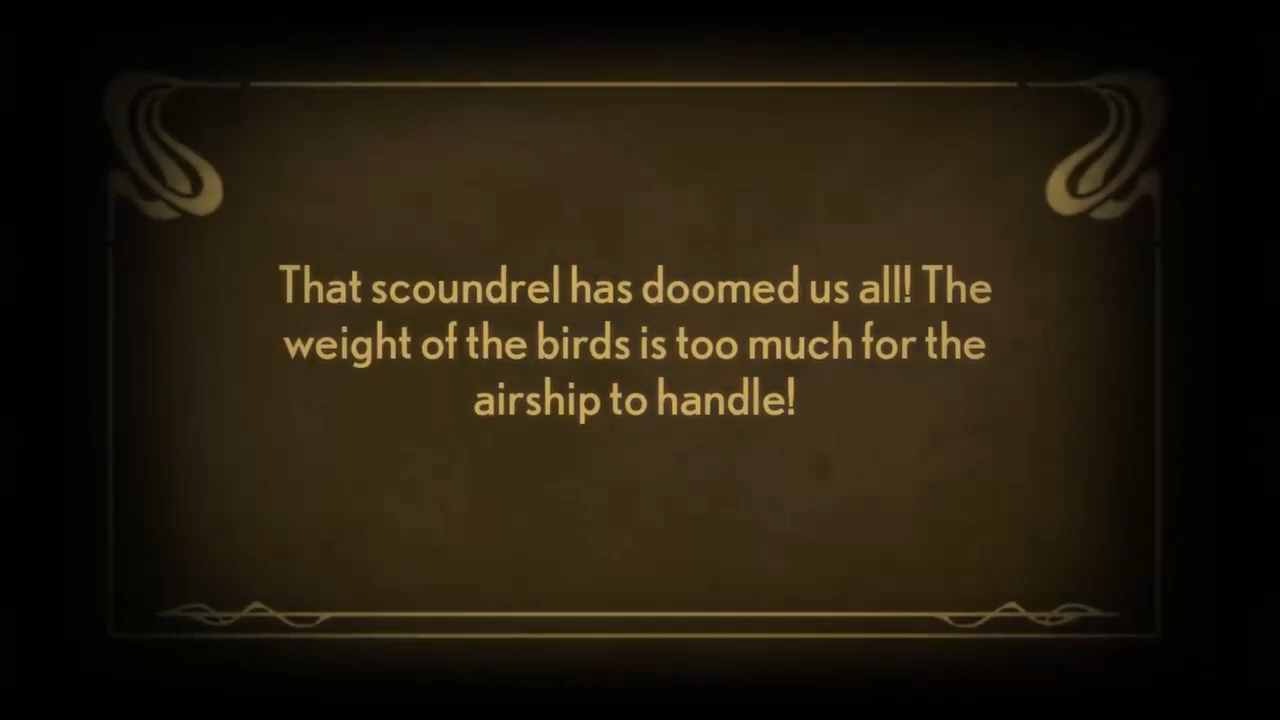 That scoundrel has doomed us all! The
weight of the birds is too much for the
airship to handle!